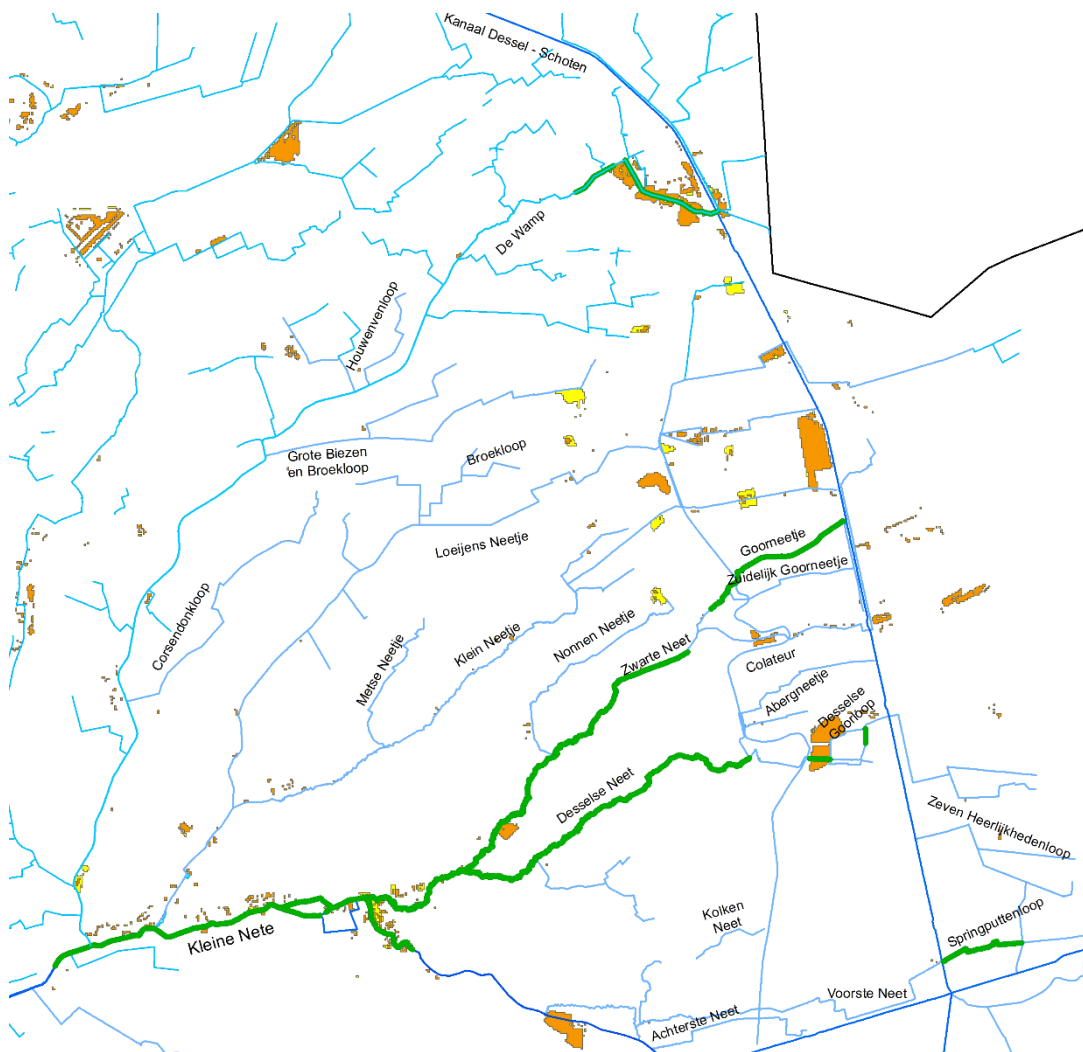 Kanaal Dessel - Schoten
De Wamp
Houwenvenloop
Grote Biezen
en Broekloop
Broekloop
Loeijens Neetje
Goorneetje
Zuidelijk Goorneetje
Corsendonkloop
Metse Neetje
Klein Neetje
Nonnen Neetje
Zwarte Neet
Colateur
Abergneetje
Desselse
Goorloop
Desselse Neet
Zeven Heerlijkhedenloop
Kolken
Neet
Kleine Nete
Springputtenloop
Voorste Neet
Achterste Neet